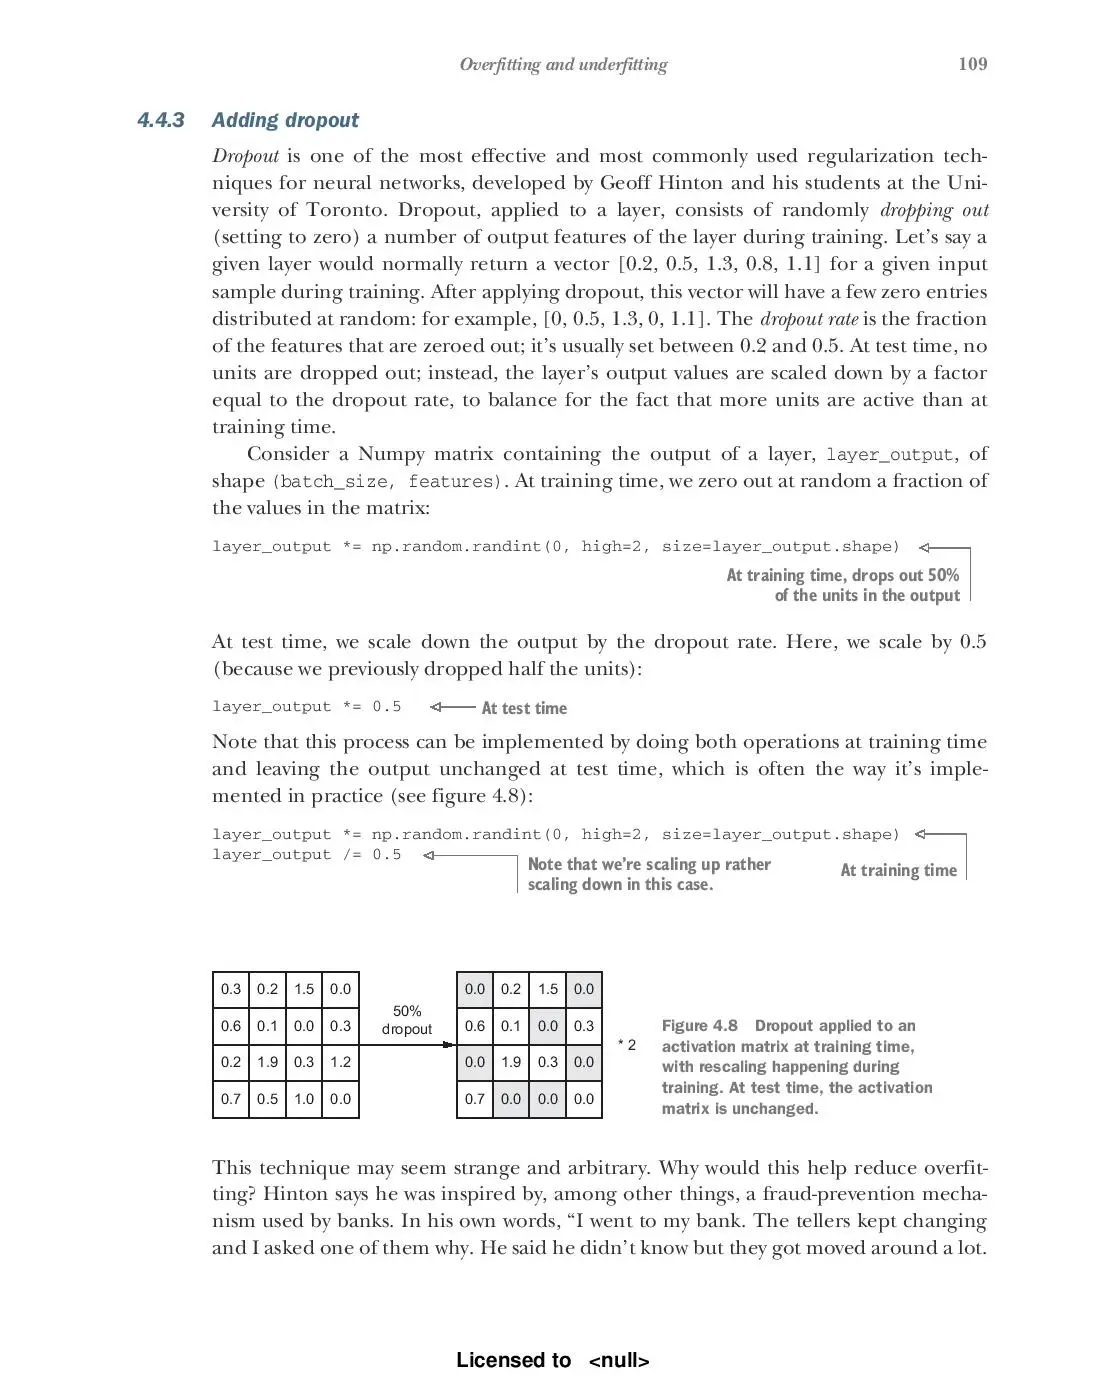 Overfitting and underfitting 109
4.4.3 Adding dropout
Dropout is one of the most effective and most commonly used regularization tech-
niques for neural networks, developed by Geoff Hinton and his students at the Uni-
versity of Toronto. Dropout, applied to a layer, consists of randomly dropping out
(setting to zero) a number of output features of the layer during training. Let's say a
given layer would normally return a vector [0.2, 0.5, 1.3, 0.8, 1.1] for a given input
sample during training. After applying dropout, this vector will have a few zero entries
distributed at random: for example, [0, 0.5, 1.3, 0, 1.1]. The dropout rate is the fraction
of the features that are zeroed out; it's usually set between 0.2 and 0.5. At test time, no
units are dropped out; instead, the layer's output values are scaled down by a factor
equal to the dropout rate, to balance for the fact that more units are active than at
training time.
Consider a Numpy matrix containing the output of a layer, layer_output, of
shape (batch_size, features). At training time, we zero out at random a fraction of
the values in the matrix:
layer_output *= np.random.randint(0, high=2, size=layer_output.shape)
At training time, drops out 50%
of the units in the output
At test time, we scale down the output by the dropout rate. Here, we scale by 0.5
(because we previously dropped half the units):
layer_output *= 0.5 At test time
Note that this process can be implemented by doing both operations at training time
and leaving the output unchanged at test time, which is often the way it's imple-
mented in practice (see figure 4.8):
layer_output *= np.random.randint(0, high=2, size=layer_output.shape)
layer_output /= 0.5
Note that we're scaling up rather
scaling down in this case.
At training time
0.3 0.2 1.5 0.0
0.6 0.1 0.0 0.3
0.2 1.9 0.3 1.2
0.7 0.5 1.0 0.0
50%
dropout
0.0 0.2 1.5 0.0
0.6 0.1 0.0 0.3
0.0 1.9 0.3 0.0
0.7 0.0 0.0 0.0
* 2
Figure 4.8 Dropout applied to an
activation matrix at training time,
with rescaling happening during
training. At test time, the activation
matrix is unchanged.
This technique may seem strange and arbitrary. Why would this help reduce overfit-
ting? Hinton says he was inspired by, among other things, a fraud-prevention mecha-
nism used by banks. In his own words, “I went to my bank. The tellers kept changing
and I asked one of them why. He said he didn't know but they got moved around a lot.
Licensed to <null>